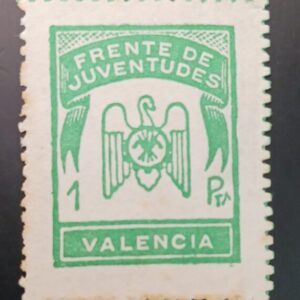 FRENTE DE
JUVENTUDES
1 Pta
VALENCIA